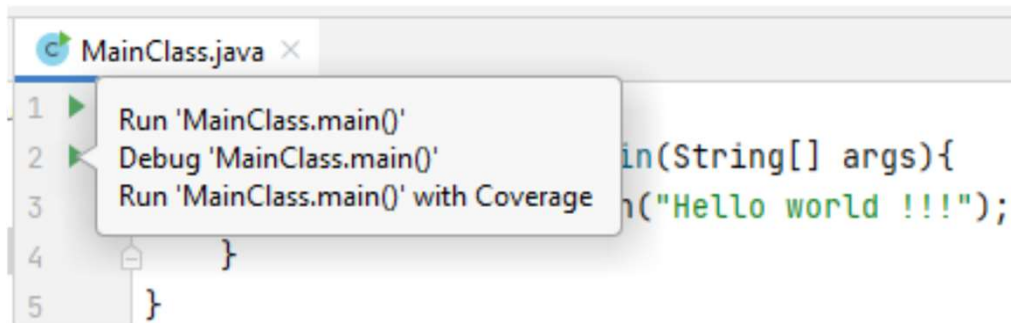 MainClass.java
1
Run 'MainClass.main()'
2 Debug 'MainClass.main()' in(String[] args){
3 Run 'MainClass.main()' with Coverage n("Hello world !!!");
4 }
5 }